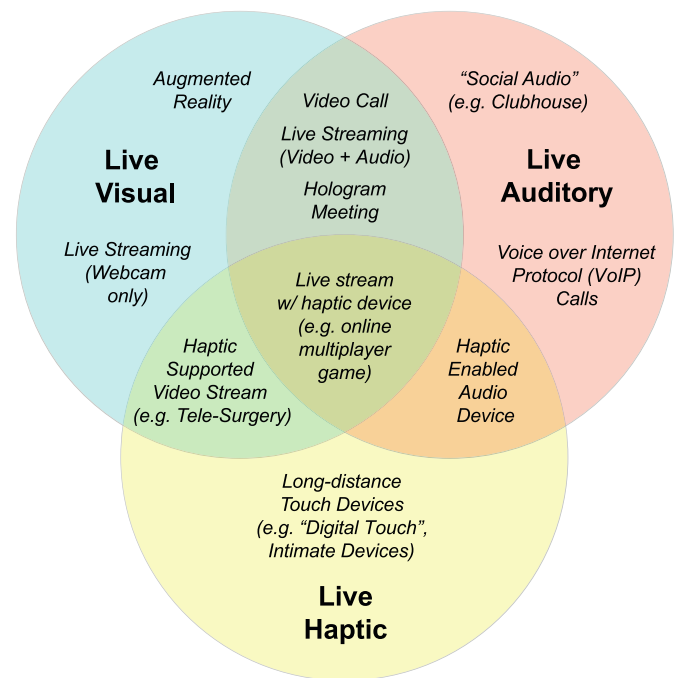 Augmented
Reality
Live
Visual
Live Streaming
(Webcam
only)
Video Call
Live Streaming
(Video + Audio)
Hologram
Meeting
“Social Audio”
(e.g. Clubhouse)
Live
Auditory
Voice over Internet
Protocol (VoIP)
Calls
Live stream
w/ haptic device
(e.g. online
multiplayer
game)
Haptic
Supported
Video Stream
(e.g. Tele-Surgery)
Haptic
Enabled
Audio
Device
Long-distance
Touch Devices
(e.g. “Digital Touch”,
Intimate Devices)
Live
Haptic